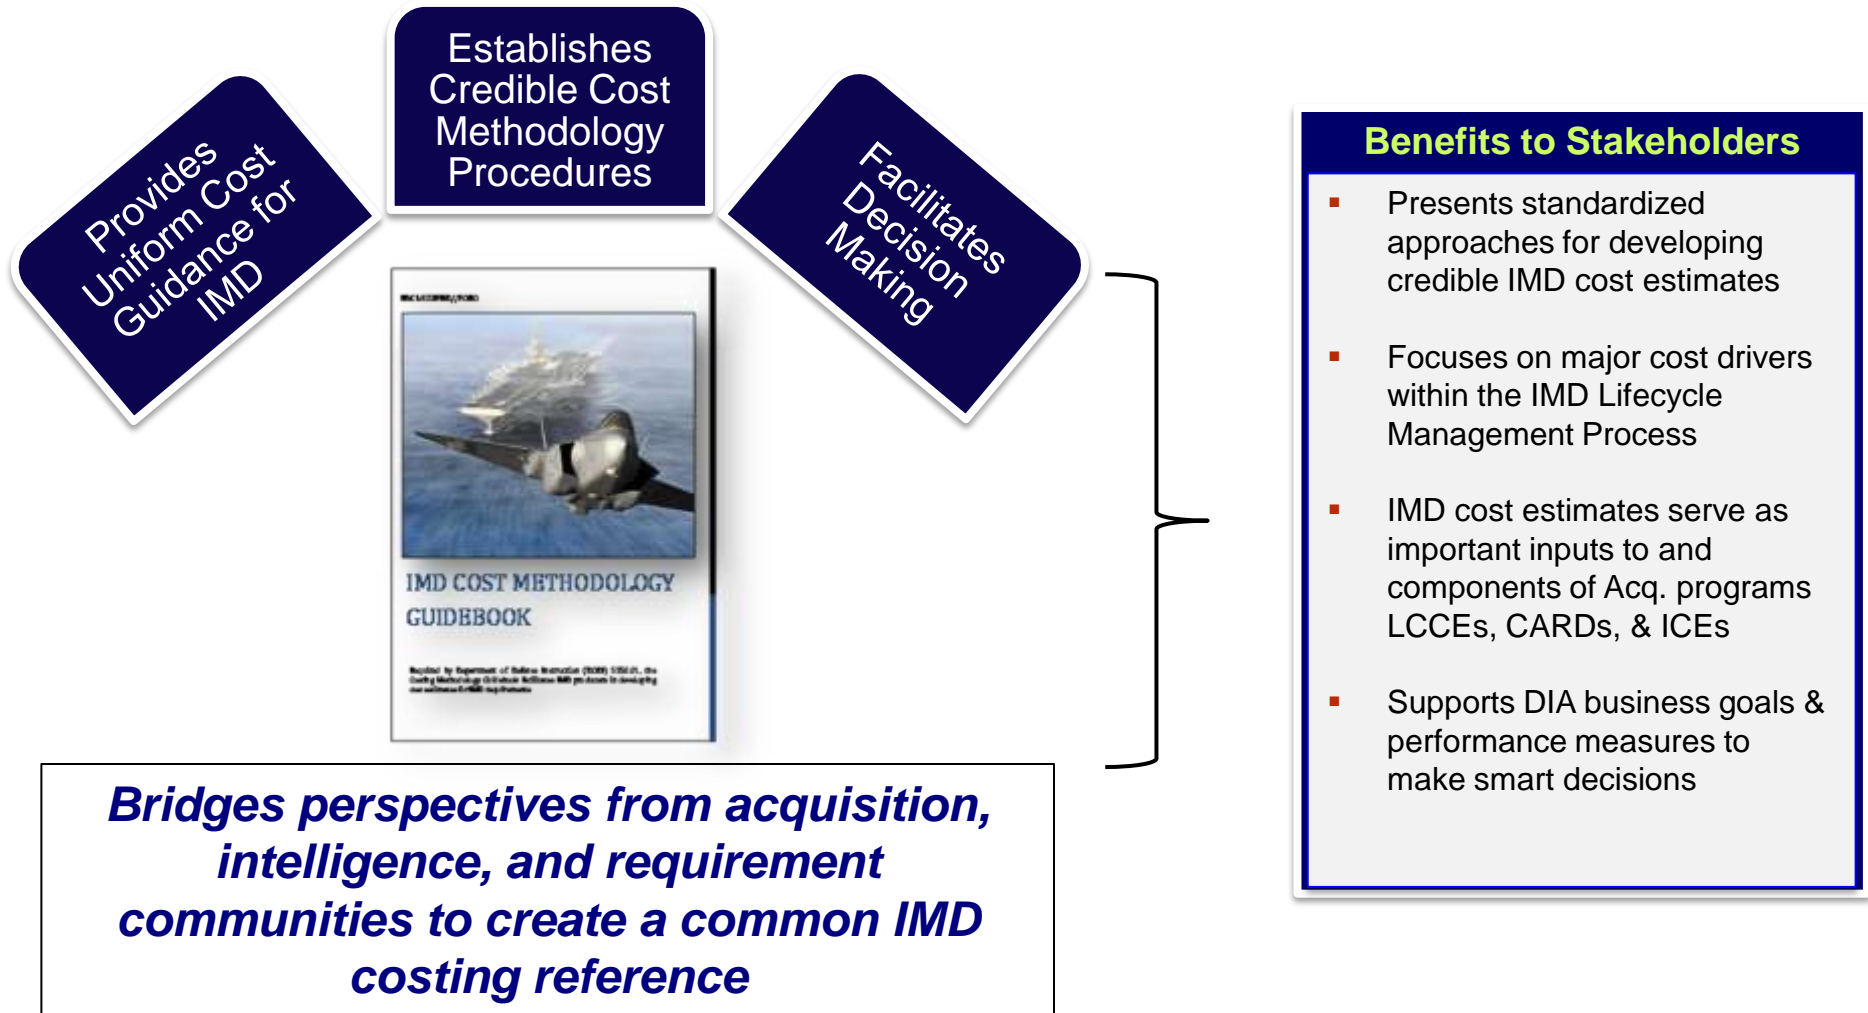 Provides
Uniform Cost
Guidance for
IMD
Establishes
Credible Cost
Methodology
Procedures
Facilitates
Decision
Making
IMD COST METHODOLOGY
GUIDEBOOK
Bridges perspectives from acquisition,
intelligence, and requirement
communities to create a common IMD
costing reference
Benefits to Stakeholders
▪ Presents standardized
approaches for developing
credible IMD cost estimates
▪ Focuses on major cost drivers
within the IMD Lifecycle
Management Process
▪ IMD cost estimates serve as
important inputs to and
components of Acq. programs
LCCEs, CARDs, & ICEs
▪ Supports DIA business goals &
performance measures to
make smart decisions